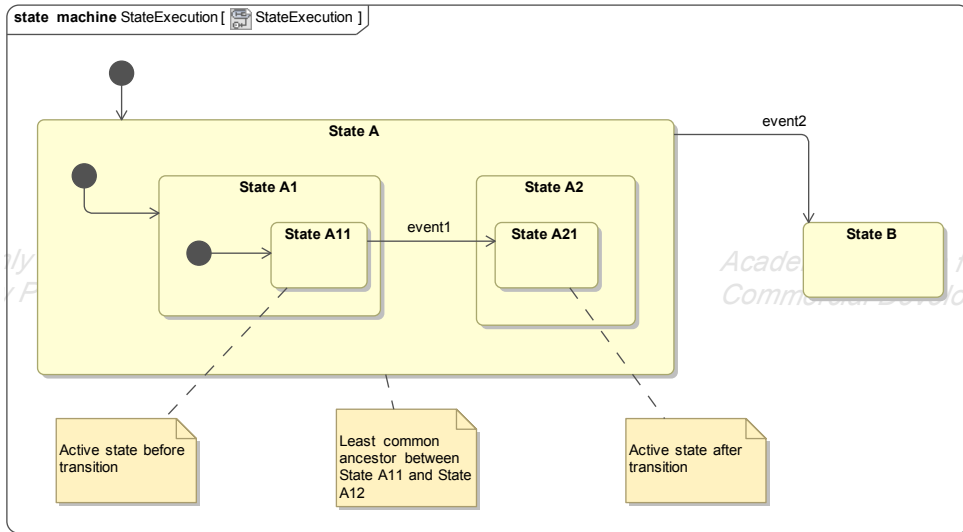 state machine StateExecution [ StateExecution ]
State A
event2
State A1
State A2
State A11
event1
State A21
State B
Active state before
transition
Least common
ancestor between
State A11 and State
A12
Active state after
transition